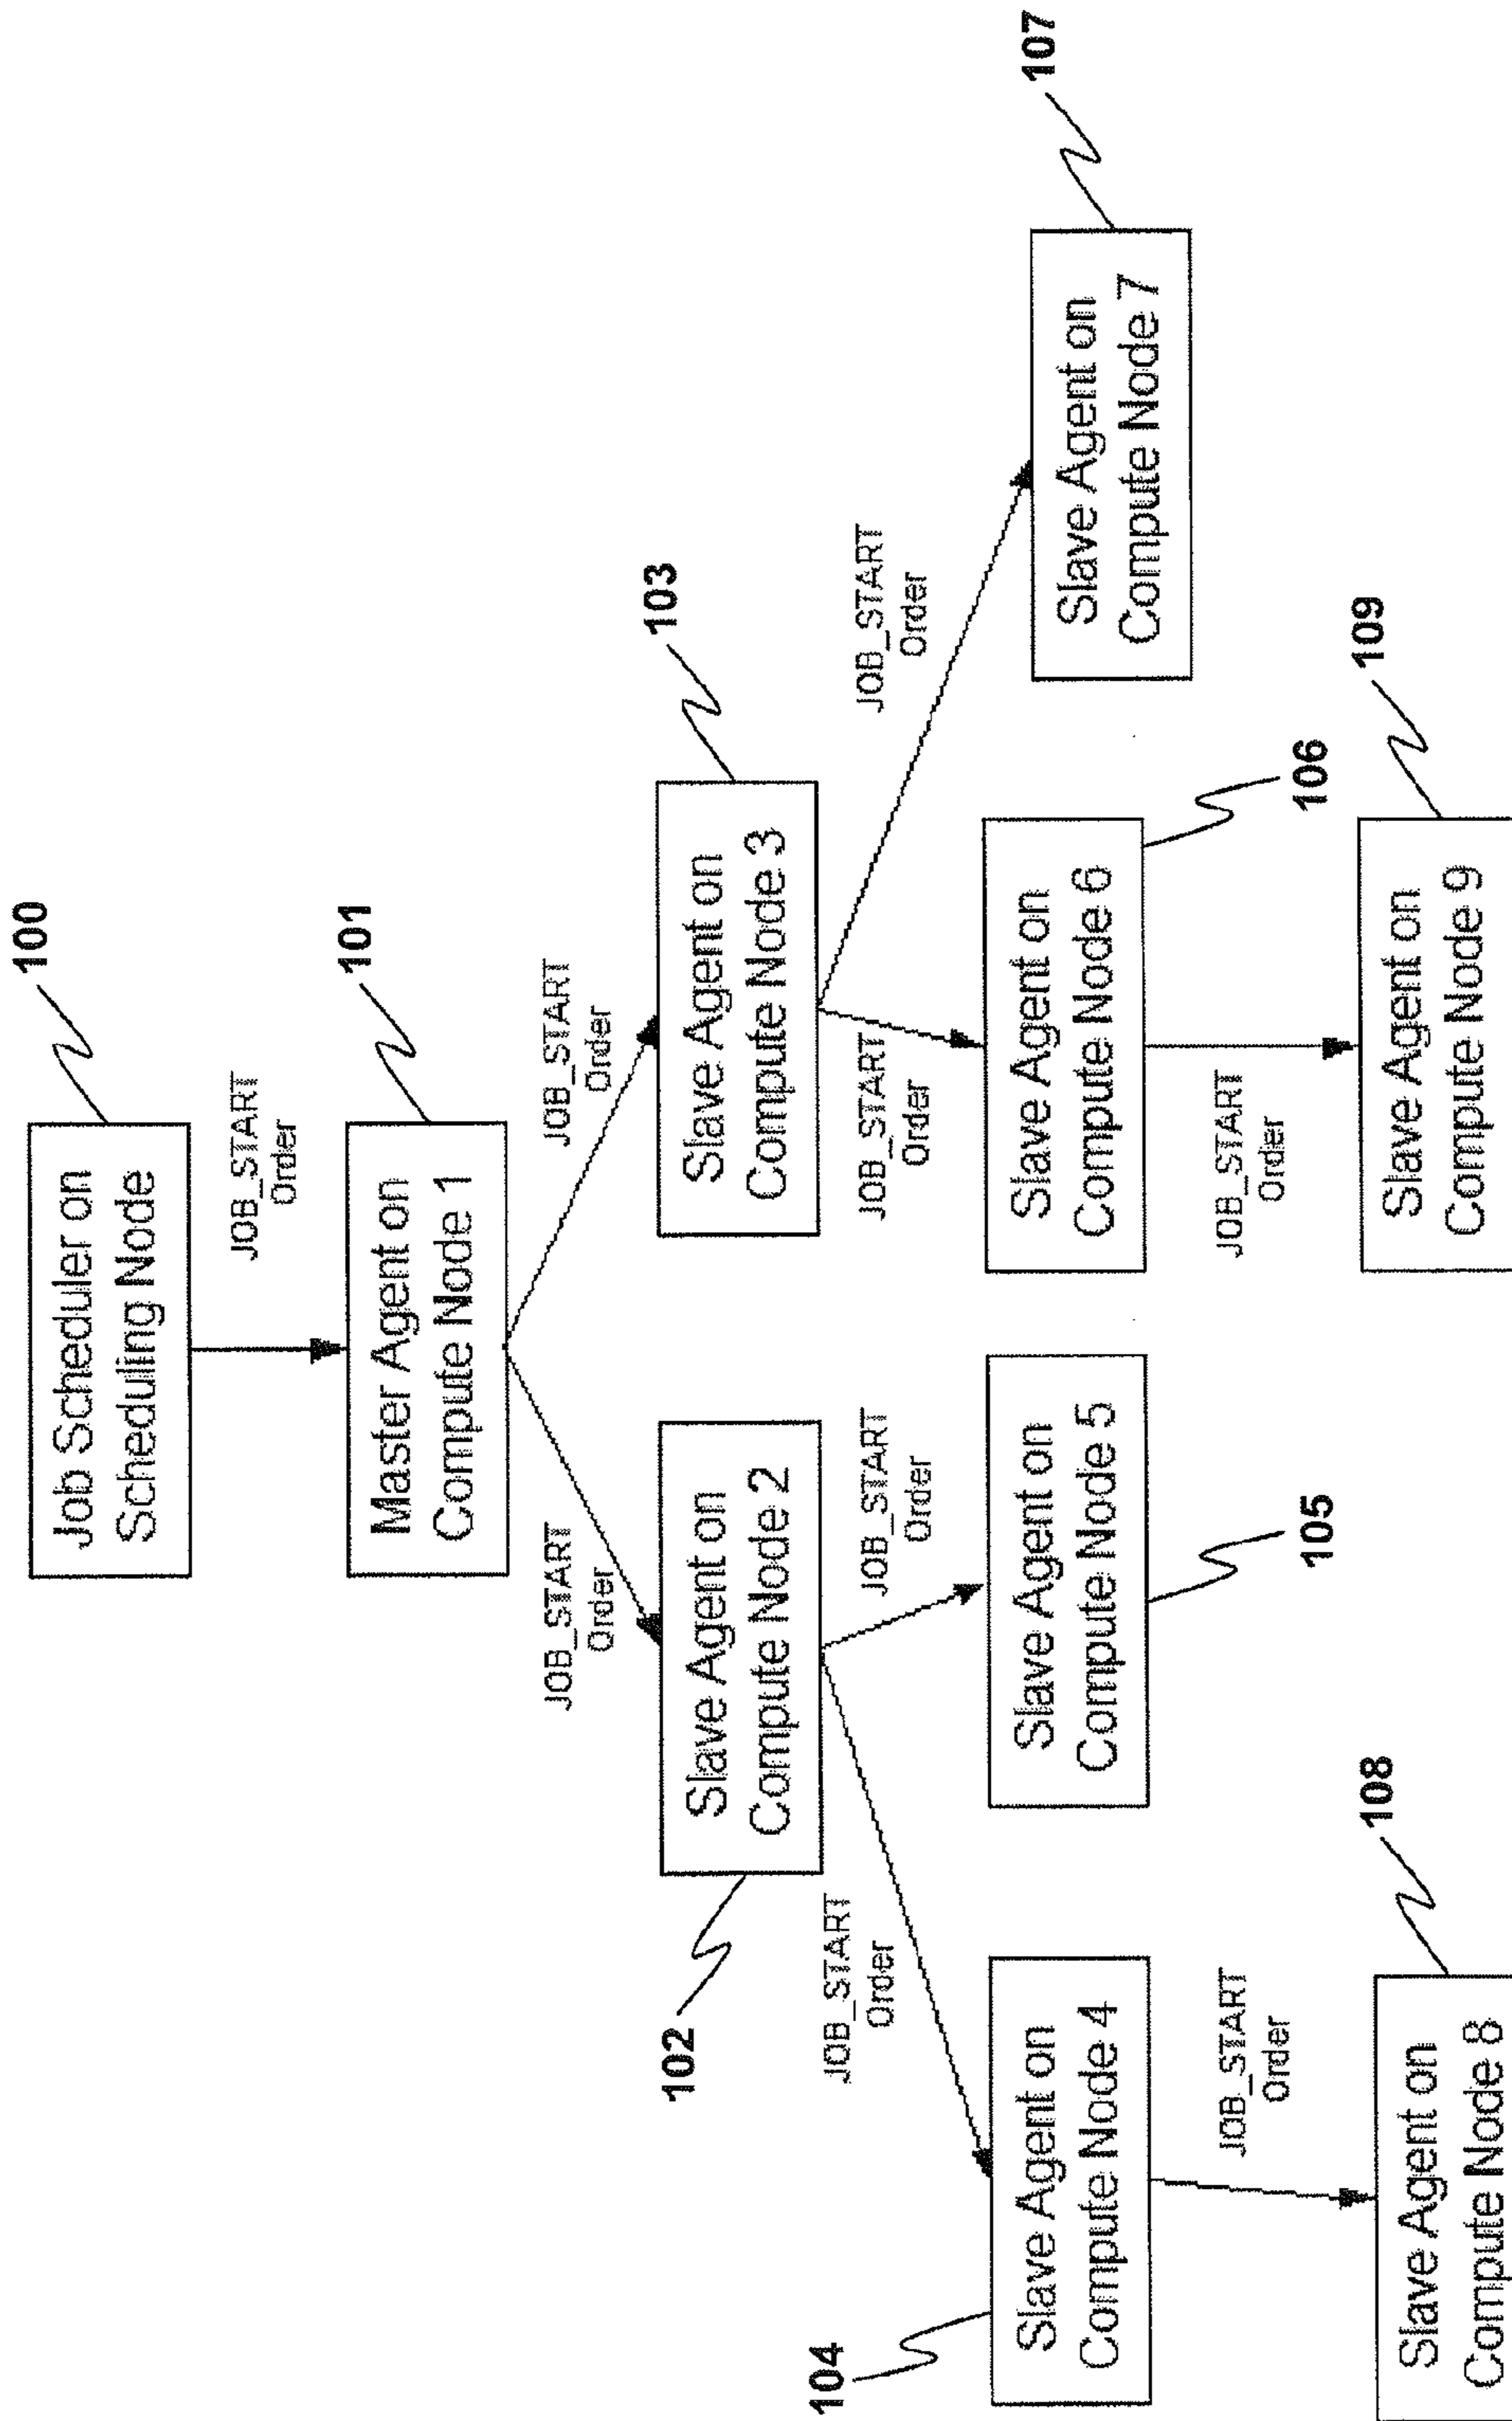 100
Job Scheduler on
Scheduling Node
JOB_START
Order
101
Master Agent on
Compute Node 1
JOB_START
Order
JOB_START
Order
102
Slave Agent on
Compute Node 2
103
Slave Agent on
Compute Node 3
JOB_START
Order
JOB_START
Order
JOB_START
Order
JOB_START
Order
104
Slave Agent on
Compute Node 4
Slave Agent on
Compute Node 5
105
Slave Agent on
Compute Node 6
106
107
Slave Agent on
Compute Node 7
JOB_START
Order
JOB_START
Order
108
Slave Agent on
Compute Node 8
109
Slave Agent on
Compute Node 9